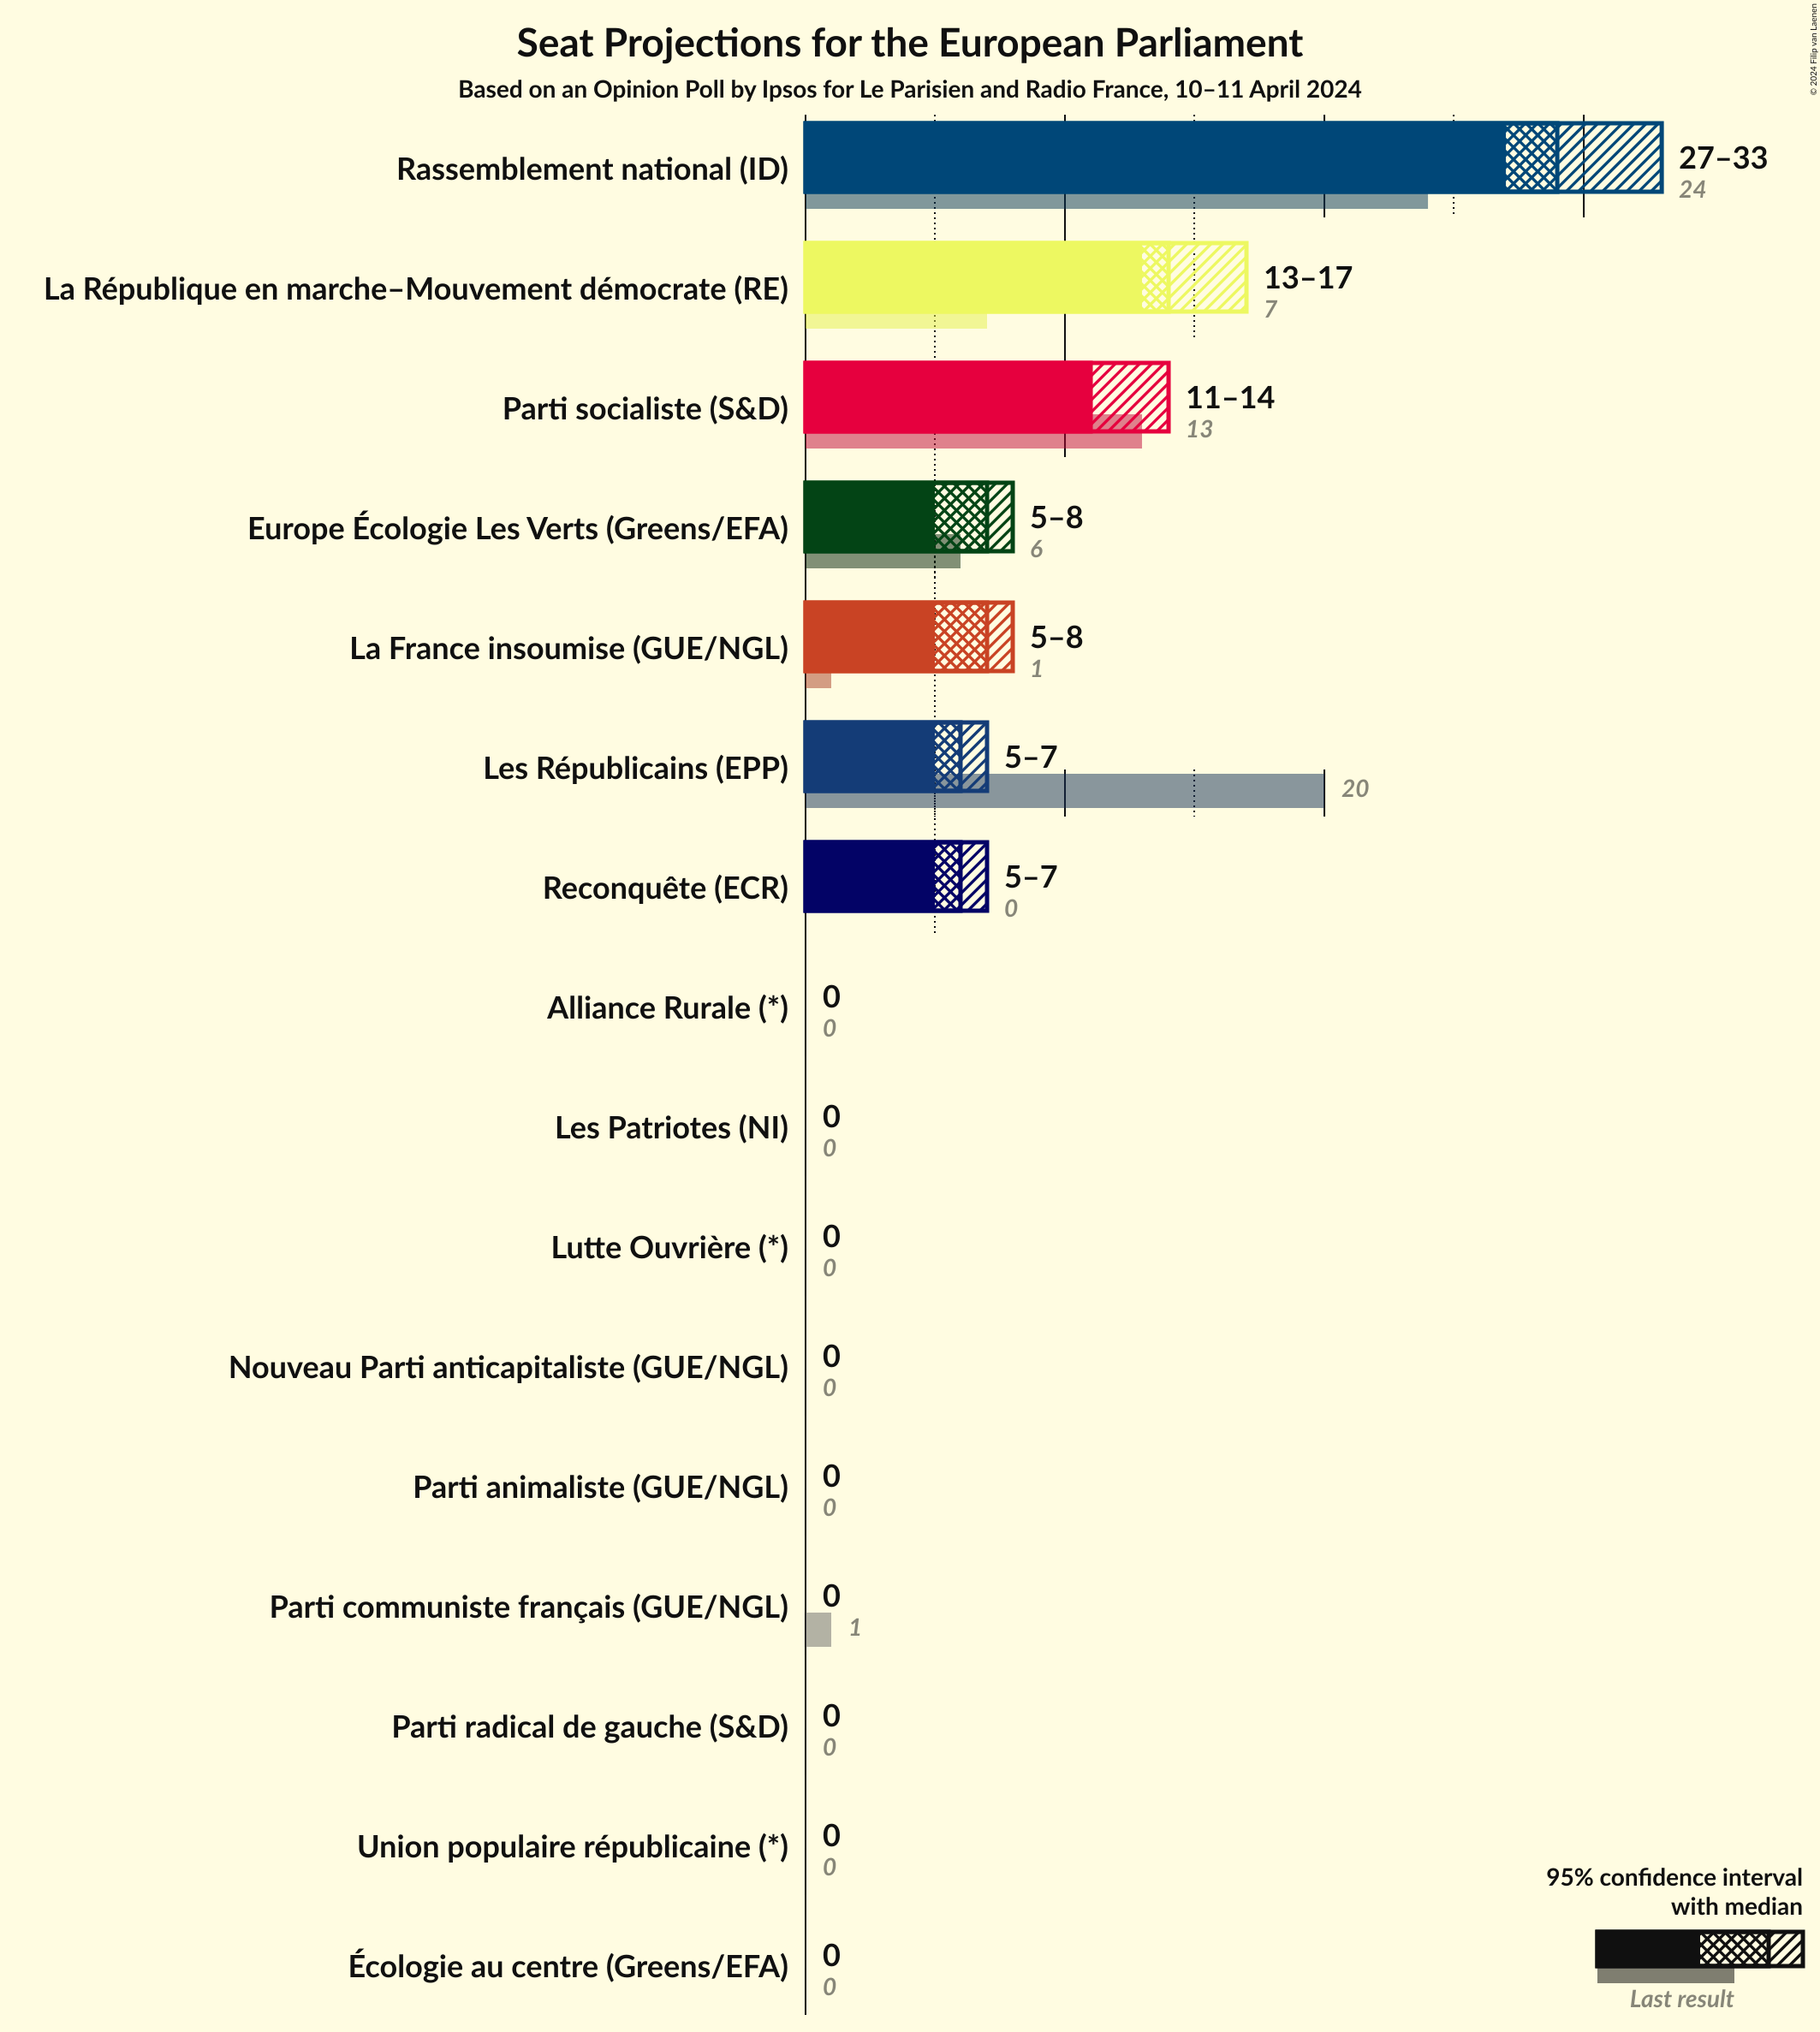 Seat Projections for the European Parliament
Based on an Opinion Poll by Ipsos for Le Parisien and Radio France, 10–11 April 2024
© 2024 Filip van Laenen
Rassemblement national (ID)
27–33
24
La République en marche–Mouvement démocrate (RE)
13–17
7
Parti socialiste (S&D)
11–14
13
Europe Écologie Les Verts (Greens/EFA)
5–8
6
La France insoumise (GUE/NGL)
5–8
1
Les Républicains (EPP)
5–7
20
Reconquête (ECR)
5–7
0
Alliance Rurale (*)
0
0
Les Patriotes (NI)
0
0
Lutte Ouvrière (*)
0
0
Nouveau Parti anticapitaliste (GUE/NGL)
0
0
Parti animaliste (GUE/NGL)
0
0
Parti communiste français (GUE/NGL)
0
1
Parti radical de gauche (S&D)
0
0
Union populaire républicaine (*)
0
0
Écologie au centre (Greens/EFA)
0
0
95% confidence interval
with median
Last result